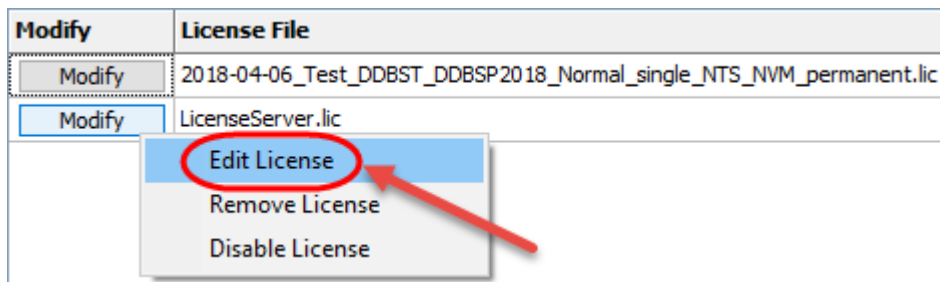 Modify License File
Modify 2018-04-06_Test_DDBST_DDBSP2018_Normal_single_NTS_NVM_permanent.lic
Modify LicenseServer.lic
Edit License
Remove License
Disable License